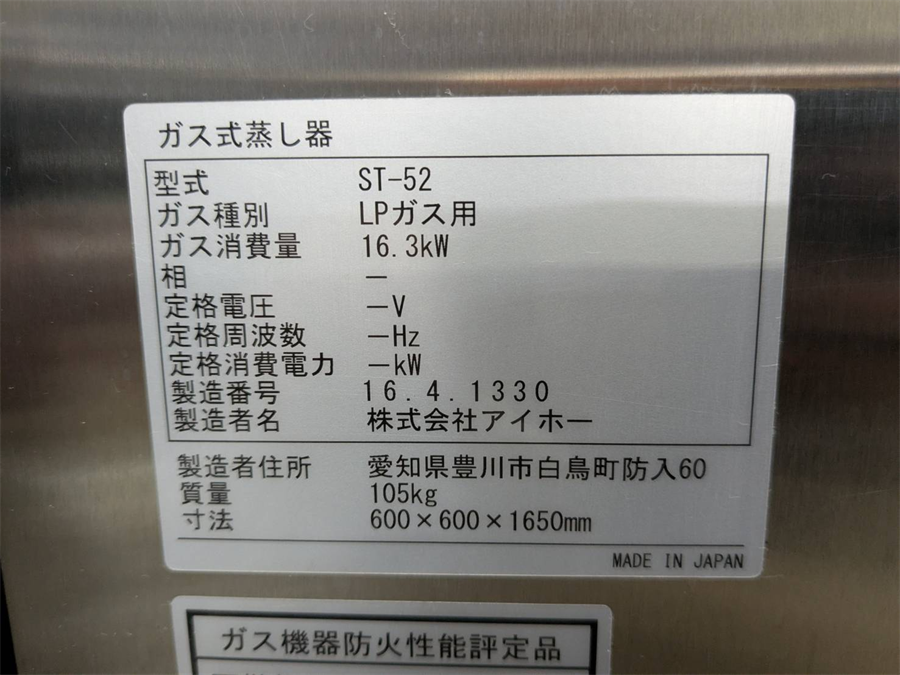 ガス式蒸し器
型式 ST-52
ガス種別 LPガス用
ガス消費量 16.3kW
相 —
定格電圧 —V
定格周波数 —Hz
定格消費電力 —kW
製造番号 16.4.1330
製造者名 株式会社アイホー
製造者住所 愛知県豊川市白鳥町防入60
質量 105kg
寸法 600×600×1650mm
MADE IN JAPAN
ガス機器防火性能評定品